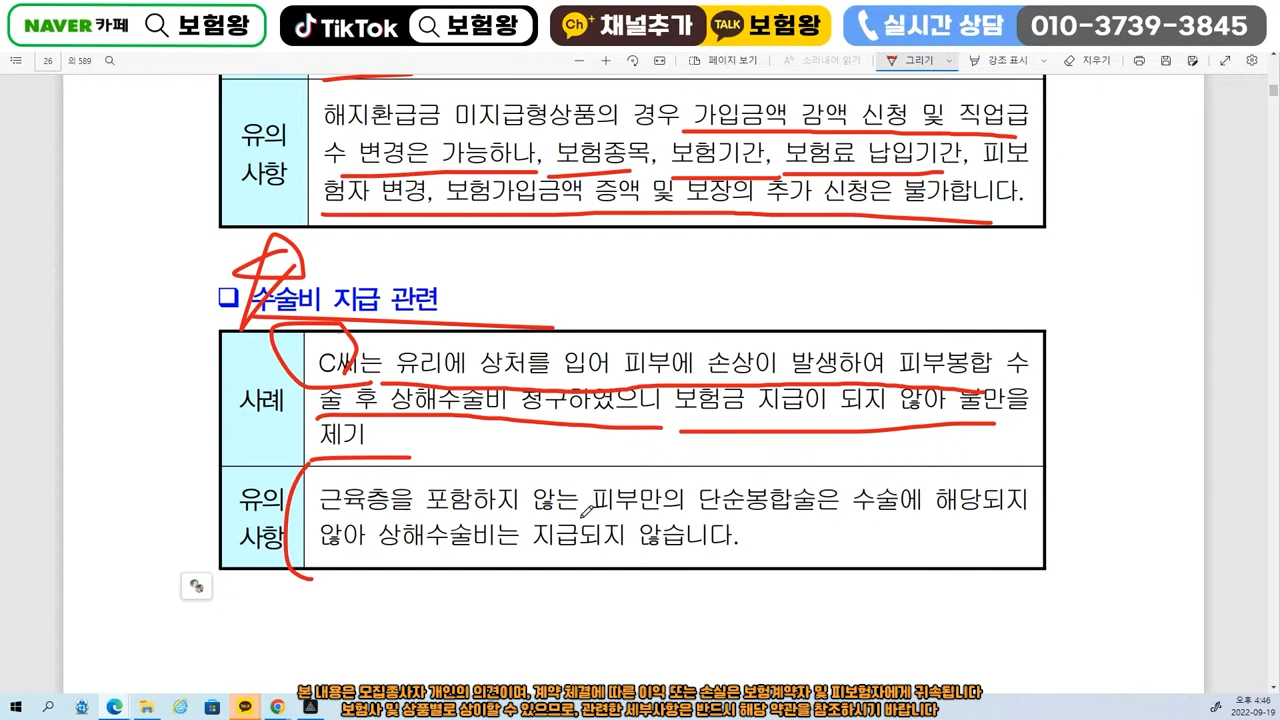 NAVER 카페 보험왕 TikTok 보험왕 Ch+ 채널추가 TALK 보험왕 실시간 상담 010-3739-3845
26 의 589 페이지 보기 소리내어 읽기 그리기 강조 표시 지우기
유의
사항
해지환급금 미지급형상품의 경우 가입금액 감액 신청 및 직업급
수 변경은 가능하나, 보험종목, 보험기간, 보험료 납입기간, 피보
험자 변경, 보험가입금액 증액 및 보장의 추가 신청은 불가합니다.
❑ 수술비 지급 관련
사례
C씨는 유리에 상처를 입어 피부에 손상이 발생하여 피부봉합 수
술 후 상해수술비 청구하였으니 보험금 지급이 되지 않아 불만을
제기
유의
사항
근육층을 포함하지 않는 피부만의 단순봉합술은 수술에 해당되지
않아 상해수술비는 지급되지 않습니다.
본 내용은 모집종사자 개인의 의견이며, 계약 체결에 따른 이익 또는 손실은 보험계약자 및 피보험자에게 귀속됩니다
보험사 및 상품별로 상이할 수 있으므로, 관련한 세부사항은 반드시 해당 약관을 참조하시기 바랍니다
오후 4:46
2022-09-19